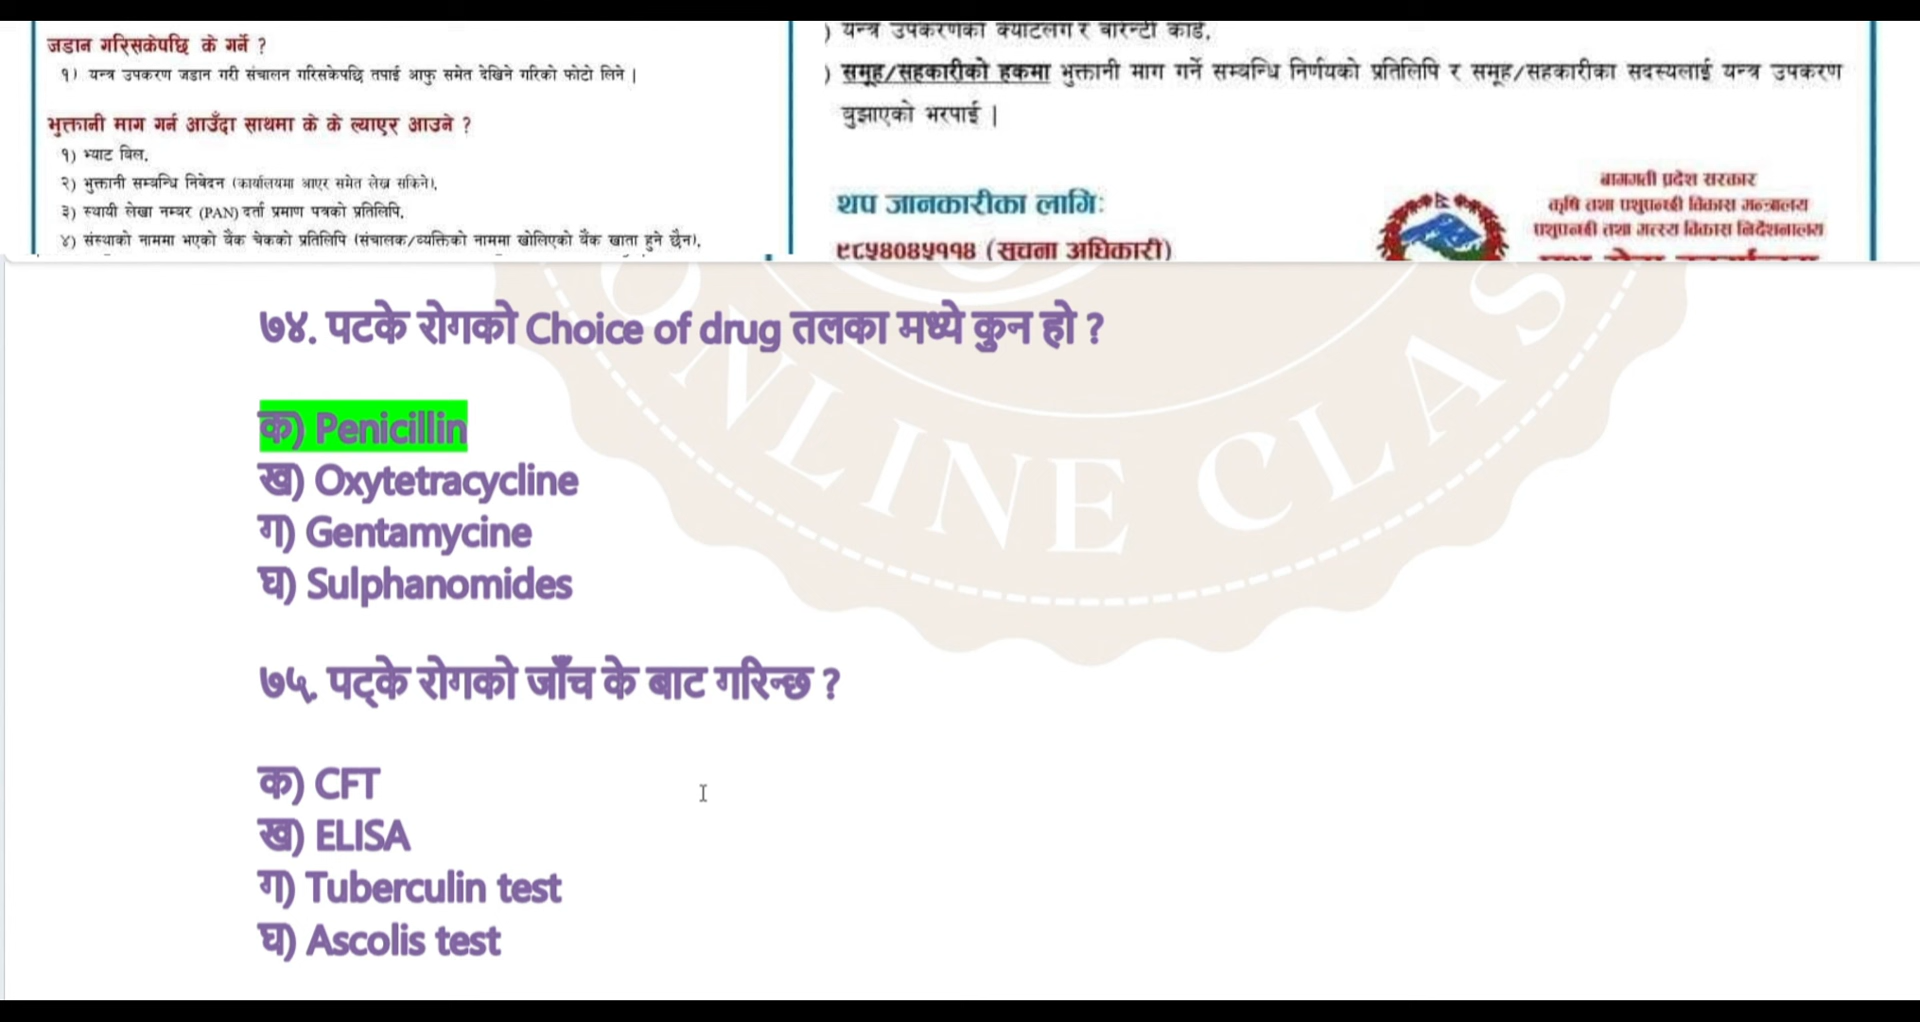 जडान गरिसकेपछि के गर्ने ?
१) यन्त्र उपकरण जडान गरी संचालन गरिसकेपछि तपाई आफु समेत देखिने गरिको फोटो लिने |
भुक्तानी माग गर्न आउँदा साथमा के के ल्याएर आउने ?
१) भ्याट बिल,
२) भुक्तानी सम्बन्धि निवेदन (कार्यालयमा आएर समेत लेख्न सकिने),
३) स्थायी लेखा नम्बर (PAN) दर्ता प्रमाण पत्रको प्रतिलिपि,
४) संस्थाको नाममा भएको बैंक चेकको प्रतिलिपि (संचालक/व्यक्तिको नाममा खोलिएको बैंक खाता हुने छैन),
) यन्त्र उपकरणको क्याटलग र वारेन्टी कार्ड,
) समूह/सहकारीको हकमा भुक्तानी माग गर्ने सम्बन्धि निर्णयको प्रतिलिपि र समूह/सहकारीका सदस्यलाई यन्त्र उपकरण
बुझाएको भरपाई |
थप जानकारीका लागि:
९८५४०४५११४ (सूचना अधिकारी)
बागमती प्रदेश सरकार
कृषि तथा पशुपन्छी विकास मन्त्रालय
पशुपन्छी तथा मत्स्य विकास निर्देशनालय
७४. पटके रोगको Choice of drug तलका मध्ये कुन हो ?
क) Penicillin
ख) Oxytetracycline
ग) Gentamycine
घ) Sulphanomides
७५. पट्के रोगको जाँच के बाट गरिन्छ ?
क) CFT
ख) ELISA
ग) Tuberculin test
घ) Ascolis test
ONLINE CLAS